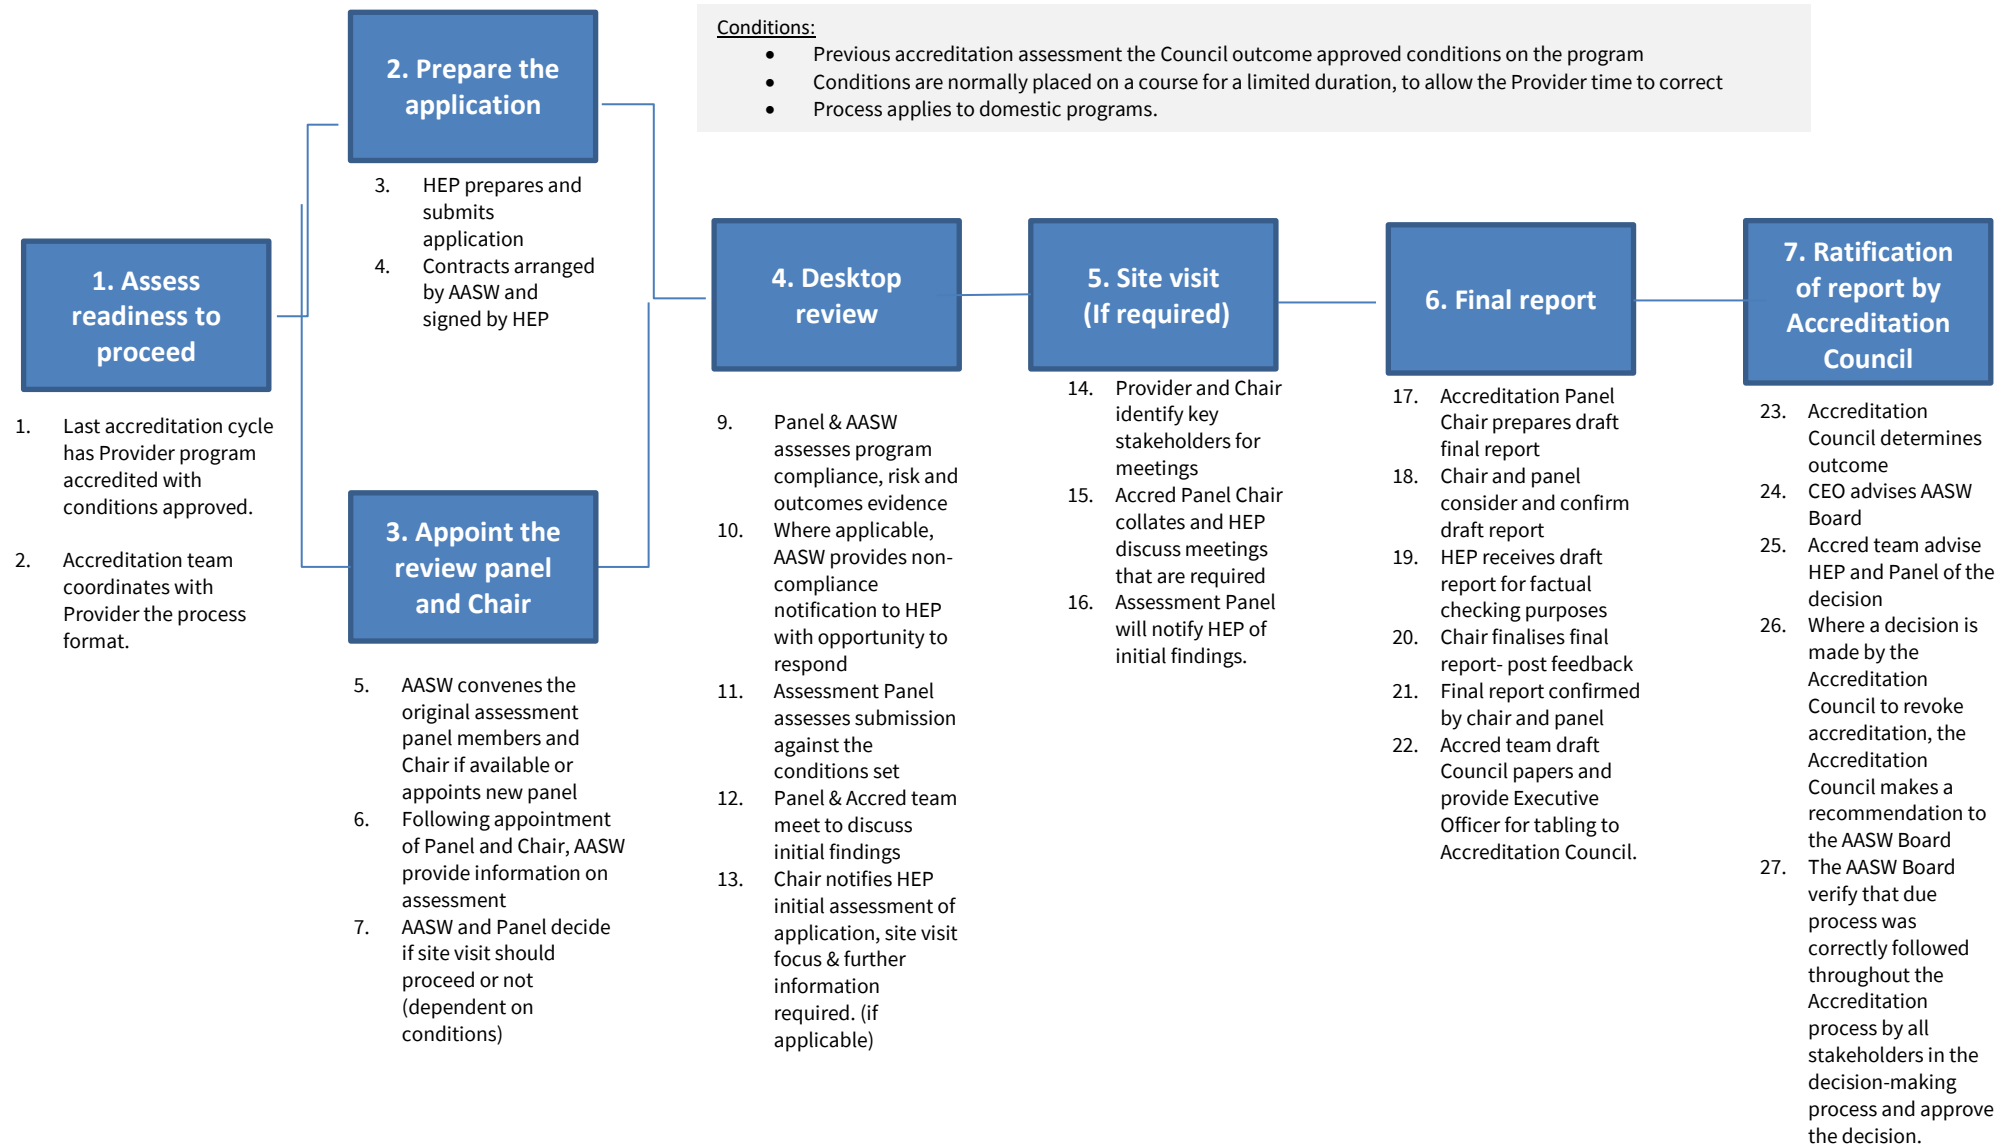 Conditions:
• Previous accreditation assessment the Council outcome approved conditions on the program
• Conditions are normally placed on a course for a limited duration, to allow the Provider time to correct
• Process applies to domestic programs.
1. Assess
readiness to
proceed
1. Last accreditation cycle
has Provider program
accredited with
conditions approved.
2. Accreditation team
coordinates with
Provider the process
format.
2. Prepare the
application
3. HEP prepares and
submits
application
4. Contracts arranged
by AASW and
signed by HEP
3. Appoint the
review panel
and Chair
5. AASW convenes the
original assessment
panel members and
Chair if available or
appoints new panel
6. Following appointment
of Panel and Chair, AASW
provide information on
assessment
7. AASW and Panel decide
if site visit should
proceed or not
(dependent on
conditions)
4. Desktop
review
9. Panel & AASW
assesses program
compliance, risk and
outcomes evidence
10. Where applicable,
AASW provides non-
compliance
notification to HEP
with opportunity to
respond
11. Assessment Panel
assesses submission
against the
conditions set
12. Panel & Accred team
meet to discuss
initial findings
13. Chair notifies HEP
initial assessment of
application, site visit
focus & further
information
required. (if
applicable)
5. Site visit
(If required)
14. Provider and Chair
identify key
stakeholders for
meetings
15. Accred Panel Chair
collates and HEP
discuss meetings
that are required
16. Assessment Panel
will notify HEP of
initial findings.
6. Final report
17. Accreditation Panel
Chair prepares draft
final report
18. Chair and panel
consider and confirm
draft report
19. HEP receives draft
report for factual
checking purposes
20. Chair finalises final
report- post feedback
21. Final report confirmed
by chair and panel
22. Accred team draft
Council papers and
provide Executive
Officer for tabling to
Accreditation Council.
7. Ratification
of report by
Accreditation
Council
23. Accreditation
Council determines
outcome
24. CEO advises AASW
Board
25. Accred team advise
HEP and Panel of the
decision
26. Where a decision is
made by the
Accreditation
Council to revoke
accreditation, the
Accreditation
Council makes a
recommendation to
the AASW Board
27. The AASW Board
verify that due
process was
correctly followed
throughout the
Accreditation
process by all
stakeholders in the
decision-making
process and approve
the decision.